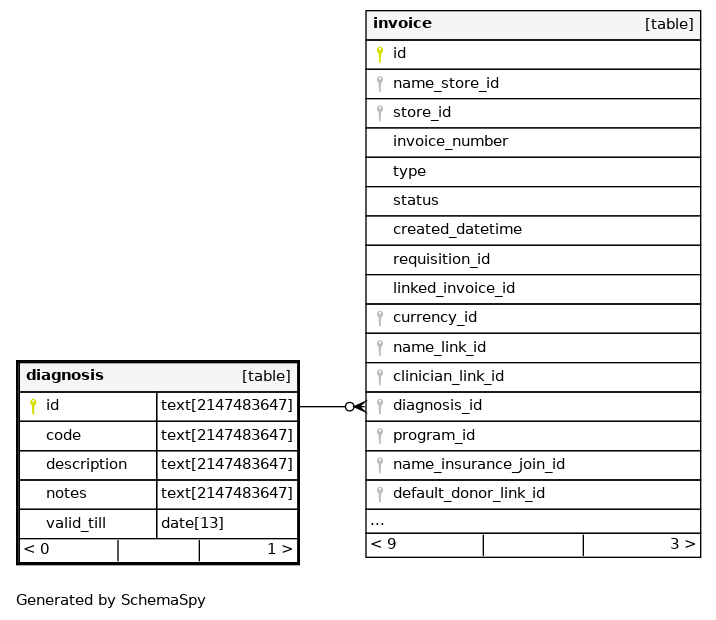 invoice [table]
id
name_store_id
store_id
invoice_number
type
status
created_datetime
requisition_id
linked_invoice_id
currency_id
name_link_id
clinician_link_id
diagnosis_id
program_id
name_insurance_join_id
default_donor_link_id
...
< 9 3 >
diagnosis [table]
id text[2147483647]
code text[2147483647]
description text[2147483647]
notes text[2147483647]
valid_till date[13]
< 0 1 >
Generated by SchemaSpy